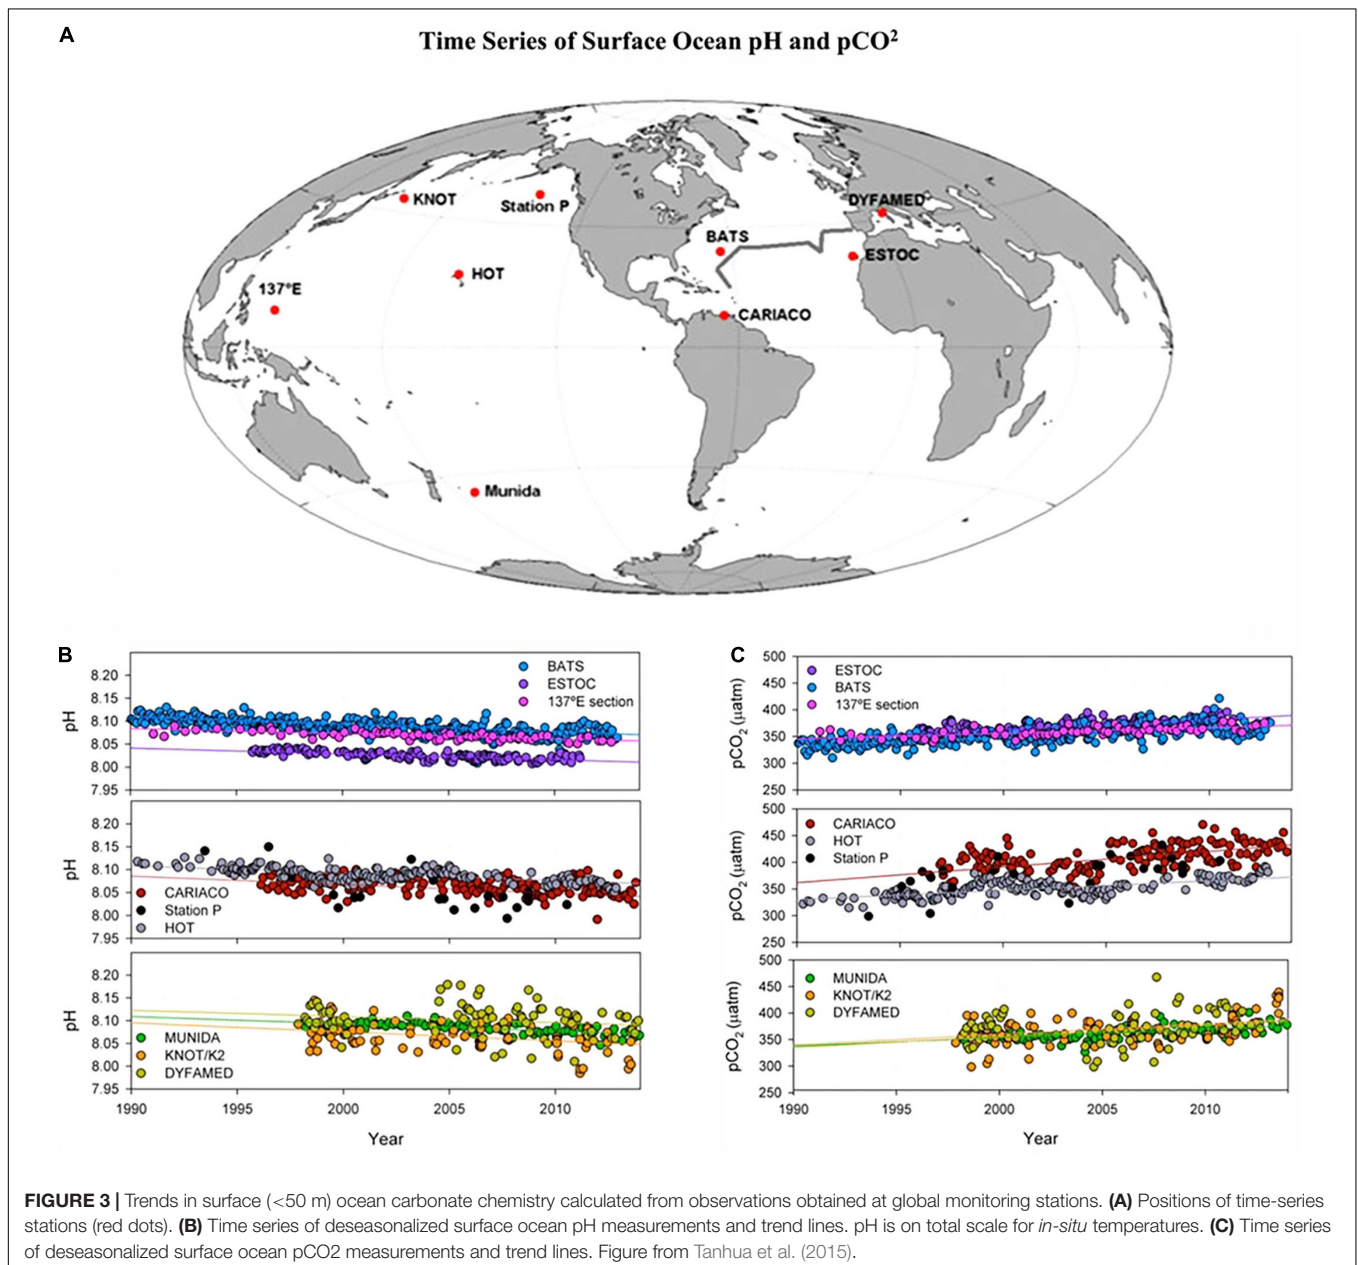 A
Time Series of Surface Ocean pH and pCO²
DYFAMED
KNOT
Station P
BATS
ESTOC
HOT
137°E
CARIACO
Munida
B
8.20
8.15
8.10
8.05
8.00
7.95
pH
BATS
ESTOC
137ºE section
8.20
8.15
8.10
8.05
8.00
7.95
pH
CARIACO
Station P
HOT
8.20
8.15
8.10
8.05
8.00
7.95
pH
MUNIDA
KNOT/K2
DYFAMED
1990 1995 2000 2005 2010
Year
C
500
450
400
350
300
250
pCO₂ (µatm)
ESTOC
BATS
137ºE section
500
450
400
350
300
250
pCO₂ (µatm)
CARIACO
HOT
Station P
500
450
400
350
300
250
pCO₂ (µatm)
MUNIDA
KNOT/K2
DYFAMED
1990 1995 2000 2005 2010
Year
FIGURE 3 | Trends in surface (<50 m) ocean carbonate chemistry calculated from observations obtained at global monitoring stations. (A) Positions of time-series
stations (red dots). (B) Time series of deseasonalized surface ocean pH measurements and trend lines. pH is on total scale for in-situ temperatures. (C) Time series
of deseasonalized surface ocean pCO2 measurements and trend lines. Figure from Tanhua et al. (2015).